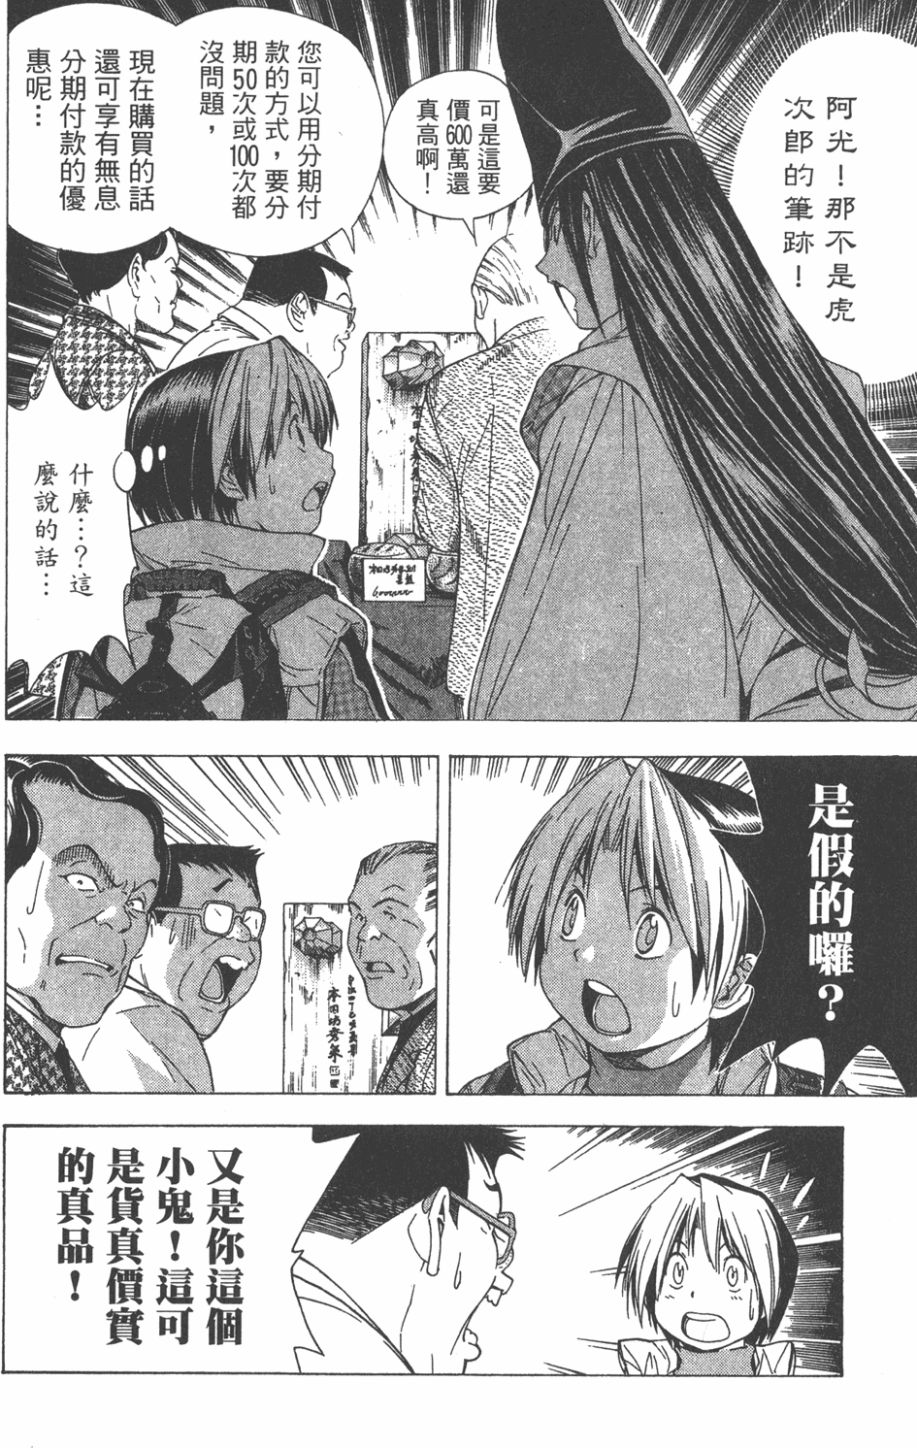 阿光！那不是虎
次郎的筆跡！
可是這要
價600萬還
真高啊！
您可以用分期付
款的方式，要分
期50次或100次都
沒問題，
現在購買的話
還可享有無息
分期付款的優
惠呢…
什麼…？這
麼說的話…
是假的囉？
本因坊秀策
又是你這個
小鬼！這可
是貨真價實
的真品！